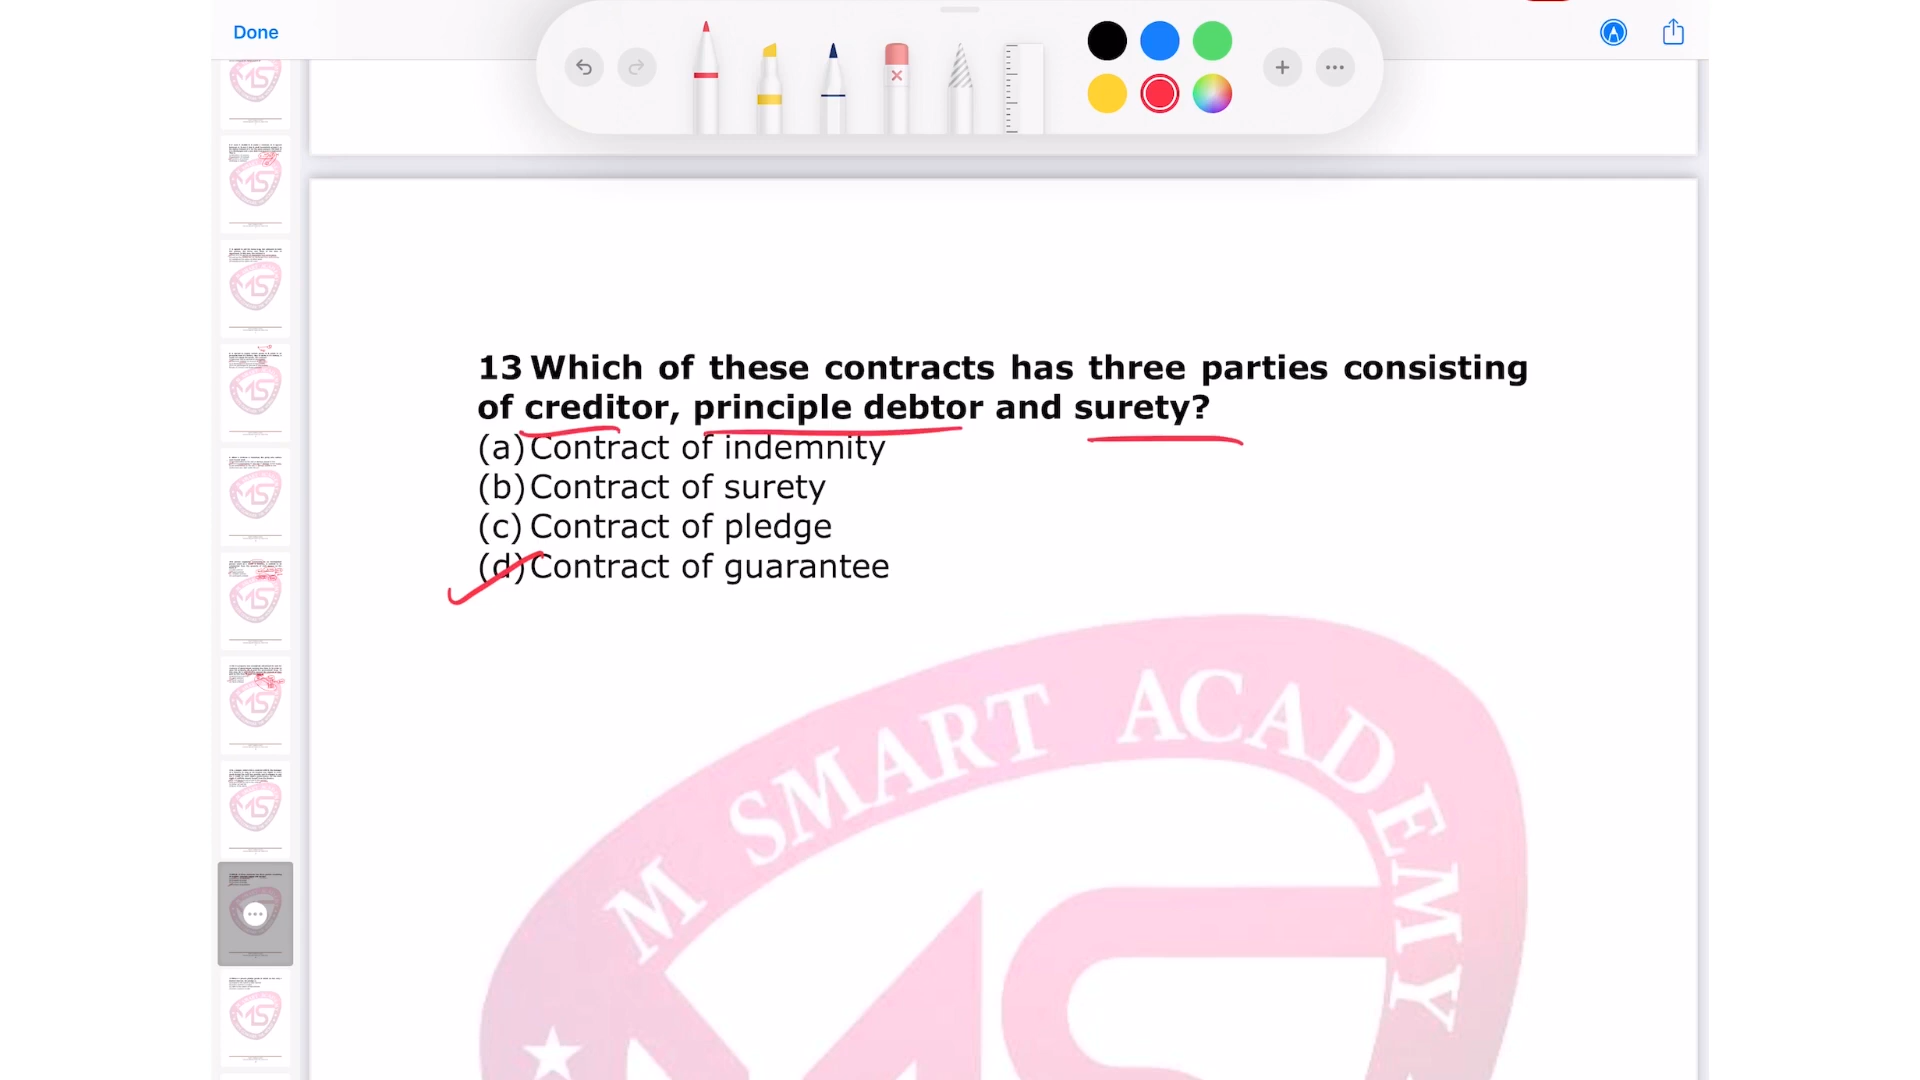 Done
13 Which of these contracts has three parties consisting
of creditor, principle debtor and surety?
(a) Contract of indemnity
(b) Contract of surety
(c) Contract of pledge
(d) Contract of guarantee
M SMART ACADEMY